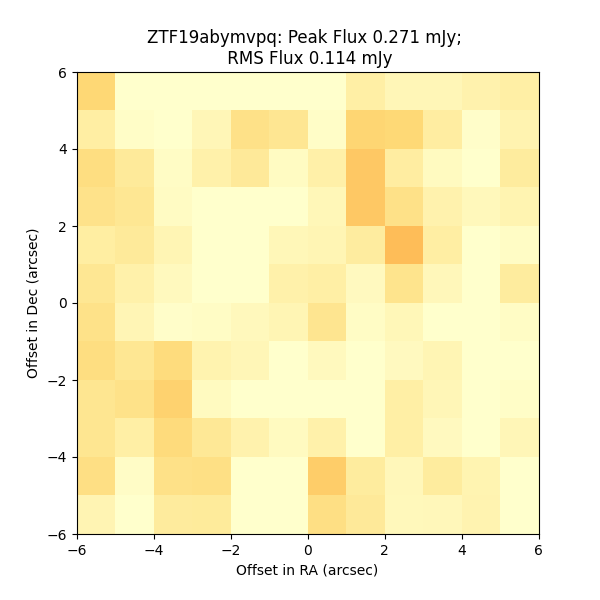 ZTF19abymvpq: Peak Flux 0.271 mJy;
RMS Flux 0.114 mJy
6
4
2
0
−2
−4
−6
Offset in Dec (arcsec)
−6 −4 −2 0 2 4 6
Offset in RA (arcsec)